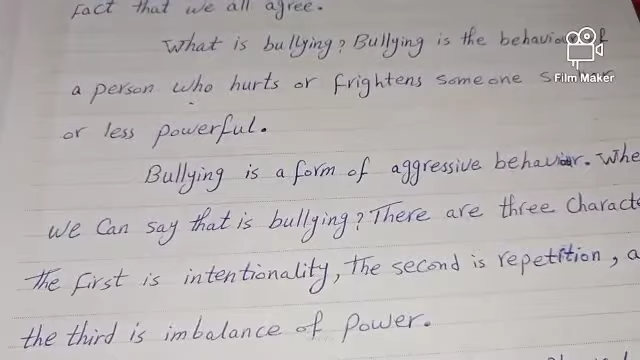 fact that we all agree.
What is bullying? Bullying is the behaviour of
a person who hurts or frightens someone
or less powerful.
Bullying is a form of aggressive behavior. Whe
we can say that is bullying? There are three characte
the first is intentionality, the second is repetition, a
the third is imbalance of power.
Film Maker